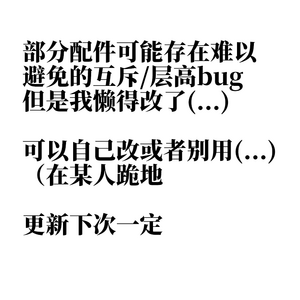 部分配件可能存在难以
避免的互斥/层高bug
但是我懒得改了(...)
可以自己改或者别用(...)
（在某人跪地
更新下次一定